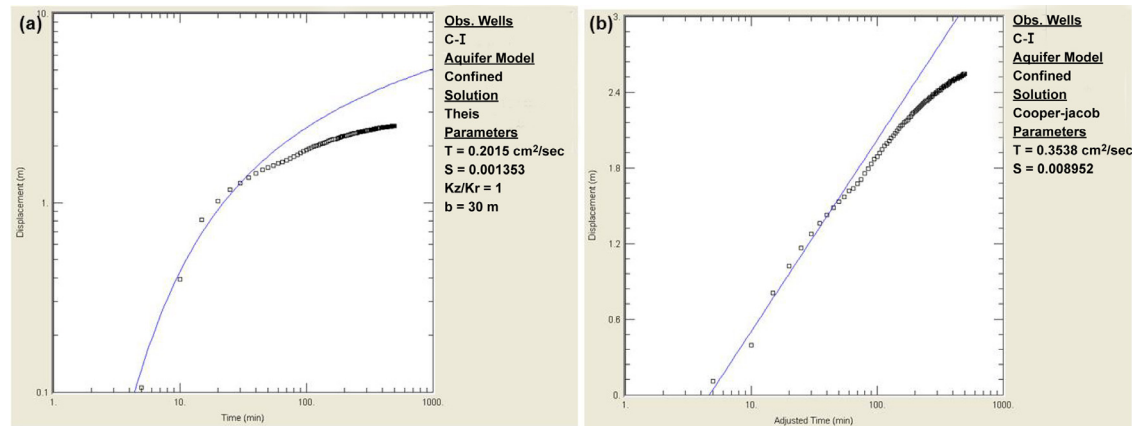 (a)
10.
1.
0.1
Displacement (m)
1.
10.
100.
1000.
Time (min)
Obs. Wells
C-I
Aquifer Model
Confined
Solution
Theis
Parameters
T = 0.2015 cm²/sec
S = 0.001353
Kz/Kr = 1
b = 30 m
(b)
3.
2.4
1.8
1.2
0.6
0.
Displacement (m)
1.
10.
100.
1000.
Adjusted Time (min)
Obs. Wells
C-I
Aquifer Model
Confined
Solution
Cooper-jacob
Parameters
T = 0.3538 cm²/sec
S = 0.008952